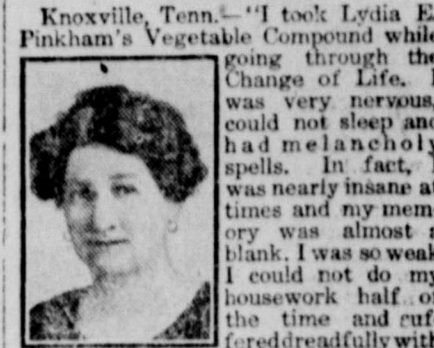 Knoxville, Tenn.—"I took Lydia E.
Pinkham's Vegetable Compound while
going through the
Change of Life. I
was very nervous,
could not sleep and
had melancholy
spells. In fact, I
was nearly insane at
times and my mem-
ory was almost a
blank. I was so weak
I could not do my
housework half of
the time and suf-
fered dreadfully with